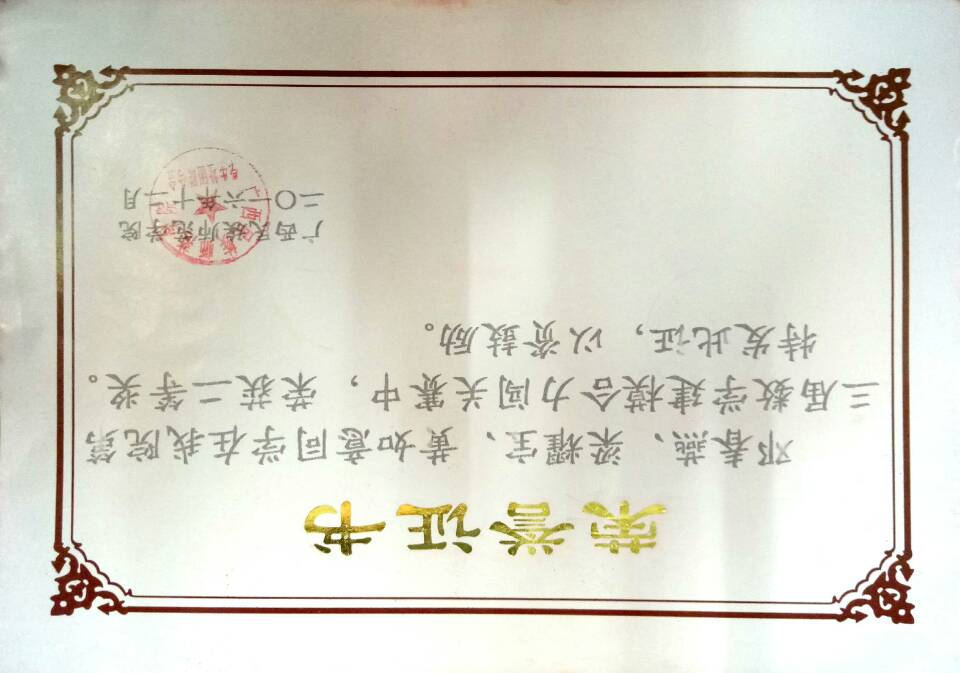 荣誉证书
邓春燕、梁耀宝、黄如意同学在我院第
三届数学建模合力闯关赛中，荣获二等奖。
特发此证，以资鼓励。
广西民族师范学院
二〇一六年十一月